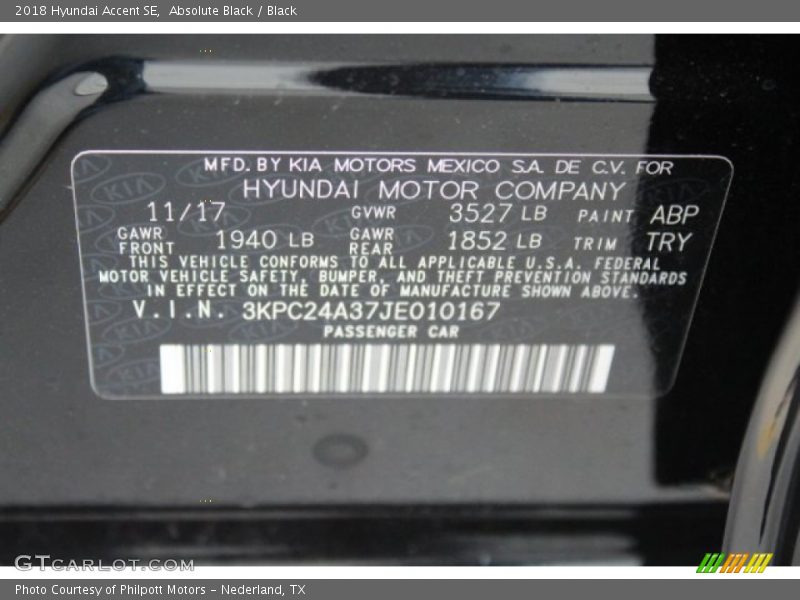 2018 Hyundai Accent SE, Absolute Black / Black
MFD. BY KIA MOTORS MEXICO S.A. DE C.V. FOR
HYUNDAI MOTOR COMPANY
11/17 GVWR 3527 LB PAINT ABP
GAWR FRONT 1940 LB GAWR REAR 1852 LB TRIM TRY
THIS VEHICLE CONFORMS TO ALL APPLICABLE U.S.A. FEDERAL
MOTOR VEHICLE SAFETY, BUMPER, AND THEFT PREVENTION STANDARDS
IN EFFECT ON THE DATE OF MANUFACTURE SHOWN ABOVE.
V.I.N. 3KPC24A37JE010167
PASSENGER CAR
GTCARLOT.COM
Photo Courtesy of Philpott Motors - Nederland, TX